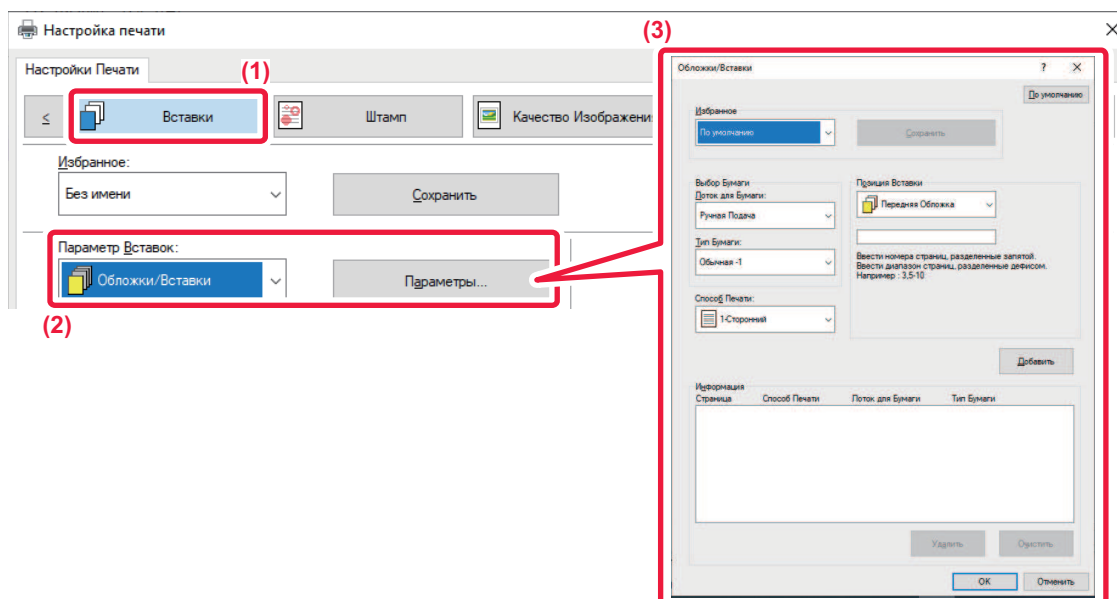 Настройка печати
(3)
Настройки Печати
(1)
<
Вставки
Штамп
Качество Изображени
Избранное:
Без имени
Сохранить
Параметр Вставок:
Обложки/Вставки
Параметры...
(2)
Обложки/Вставки
?
По умолчанию
Избранное
По умолчанию
Сохранить
Выбор Бумаги
Лоток для Бумаги:
Ручная Подача
Тип Бумаги:
Обычная -1
Позиция Вставки
Передняя Обложка
Ввести номера страниц, разделенные запятой.
Ввести диапазон страниц, разделенные дефисом.
Например : 3,5-10
Способ Печати:
1-Сторонний
Добавить
Информация
Страница Способ Печати Лоток для Бумаги Тип Бумаги
Удалить
Очистить
OK
Отменить